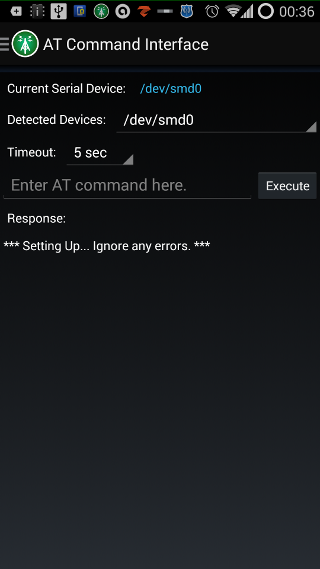 00:36
AT Command Interface
Current Serial Device: /dev/smd0
Detected Devices: /dev/smd0
Timeout: 5 sec
Enter AT command here. Execute
Response:
*** Setting Up... Ignore any errors. ***